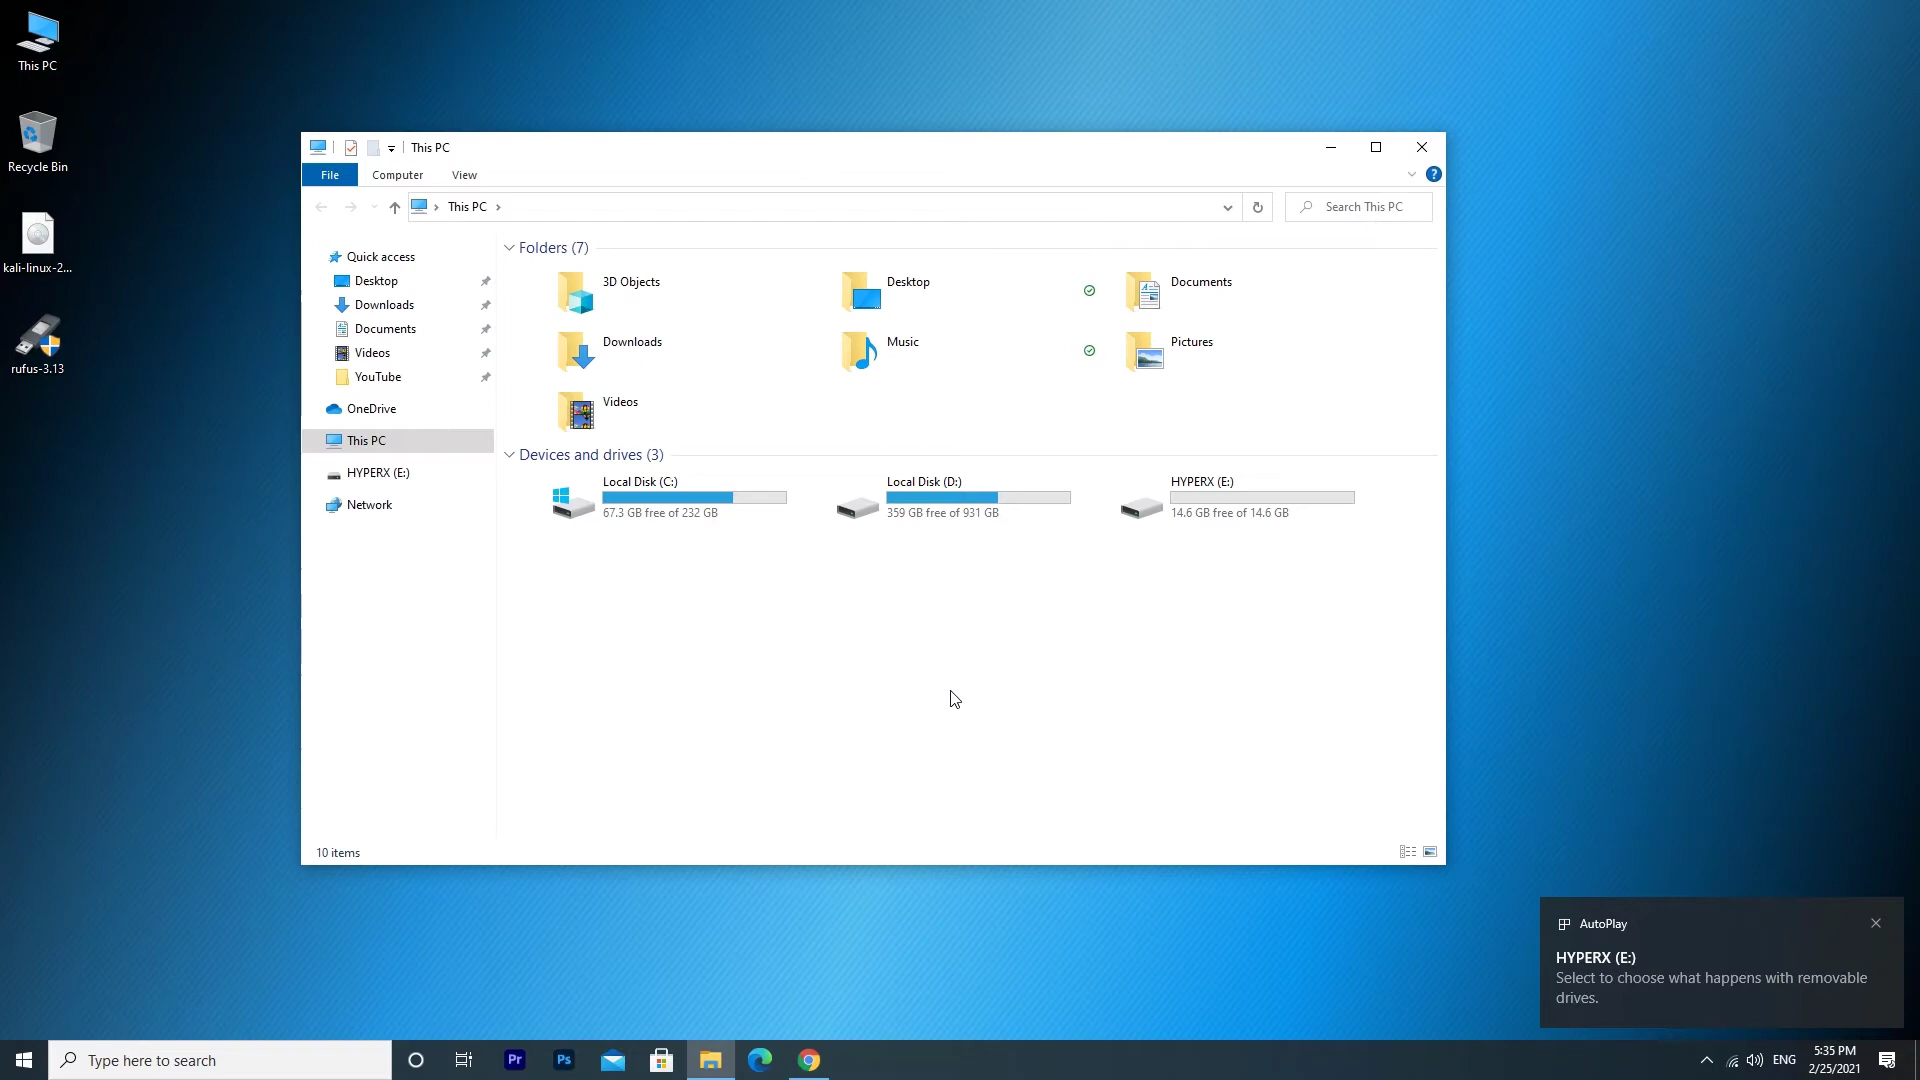 This PC
Recycle Bin
kali-linux-2...
rufus-3.13
This PC
File
Computer
View
This PC
Search This PC
Quick access
Desktop
Downloads
Documents
Videos
YouTube
OneDrive
This PC
HYPERX (E:)
Network
Folders (7)
3D Objects
Desktop
Documents
Downloads
Music
Pictures
Videos
Devices and drives (3)
Local Disk (C:)
67.3 GB free of 232 GB
Local Disk (D:)
359 GB free of 931 GB
HYPERX (E:)
14.6 GB free of 14.6 GB
10 items
AutoPlay
HYPERX (E:)
Select to choose what happens with removable
drives.
Type here to search
Pr
Ps
ENG
5:35 PM
2/25/2021